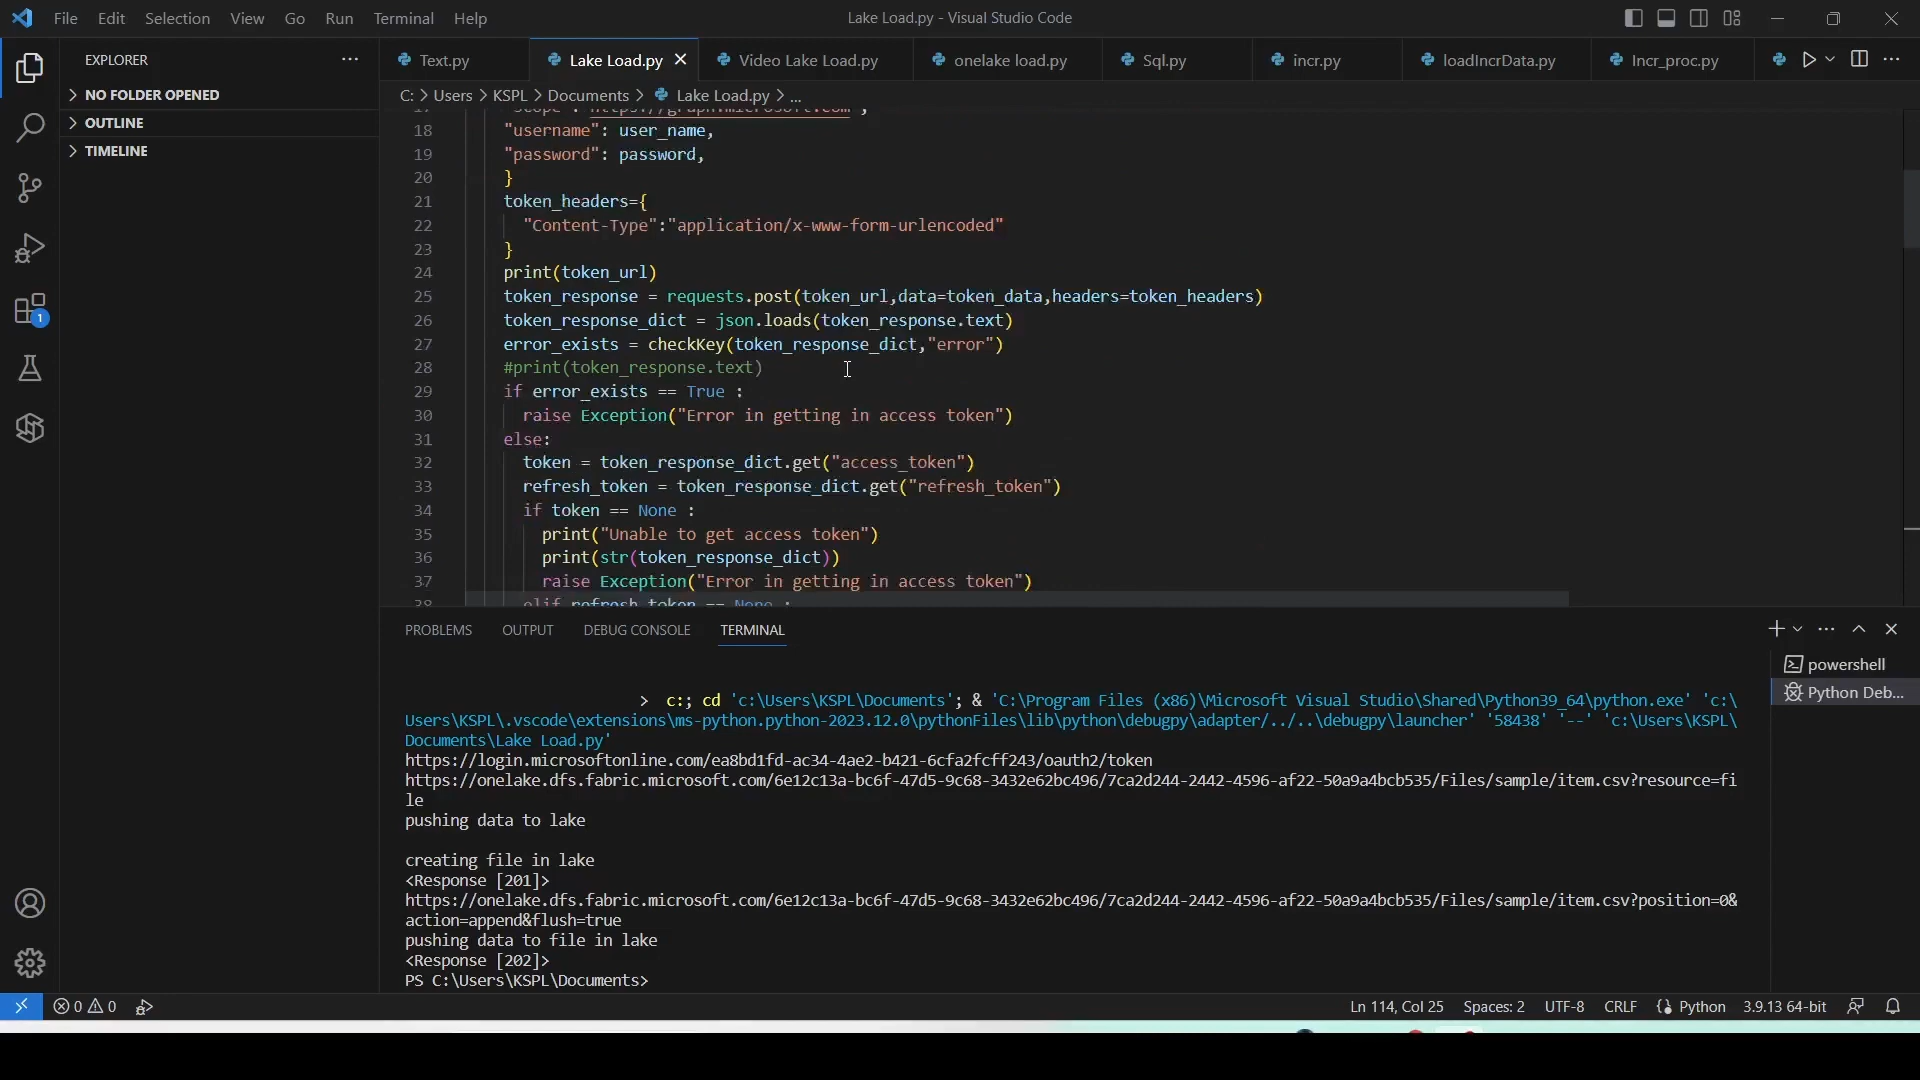 File Edit Selection View Go Run Terminal Help
Lake Load.py - Visual Studio Code
EXPLORER
NO FOLDER OPENED
OUTLINE
TIMELINE
1
Text.py
Lake Load.py
Video Lake Load.py
onelake load.py
Sql.py
incr.py
loadIncrData.py
Incr_proc.py
C: > Users > KSPL > Documents > Lake Load.py > ...
18 "username": user_name,
19 "password": password,
20 }
21 token_headers={
22 "Content-Type":"application/x-www-form-urlencoded"
23 }
24 print(token_url)
25 token_response = requests.post(token_url,data=token_data,headers=token_headers)
26 token_response_dict = json.loads(token_response.text)
27 error_exists = checkKey(token_response_dict,"error")
28 #print(token_response.text)
29 if error_exists == True :
30 raise Exception("Error in getting in access token")
31 else:
32 token = token_response_dict.get("access_token")
33 refresh_token = token_response_dict.get("refresh_token")
34 if token == None :
35 print("Unable to get access token")
36 print(str(token_response_dict))
37 raise Exception("Error in getting in access token")
38 elif refresh_token == None :
PROBLEMS OUTPUT DEBUG CONSOLE TERMINAL
powershell
Python Deb...
> c:; cd 'c:\Users\KSPL\Documents'; & 'C:\Program Files (x86)\Microsoft Visual Studio\Shared\Python39_64\python.exe' 'c:\
Users\KSPL\.vscode\extensions\ms-python.python-2023.12.0\pythonFiles\lib\python\debugpy\adapter/../..\debugpy\launcher' '58438' '--' 'c:\Users\KSPL\
Documents\Lake Load.py'
https://login.microsoftonline.com/ea8bd1fd-ac34-4ae2-b421-6cfa2fcff243/oauth2/token
https://onelake.dfs.fabric.microsoft.com/6e12c13a-bc6f-47d5-9c68-3432e62bc496/7ca2d244-2442-4596-af22-50a9a4bcb535/Files/sample/item.csv?resource=fi
le
pushing data to lake
creating file in lake
<Response [201]>
https://onelake.dfs.fabric.microsoft.com/6e12c13a-bc6f-47d5-9c68-3432e62bc496/7ca2d244-2442-4596-af22-50a9a4bcb535/Files/sample/item.csv?position=0&
action=append&flush=true
pushing data to file in lake
<Response [202]>
PS C:\Users\KSPL\Documents>
0 0
Ln 114, Col 25 Spaces: 2 UTF-8 CRLF Python 3.9.13 64-bit